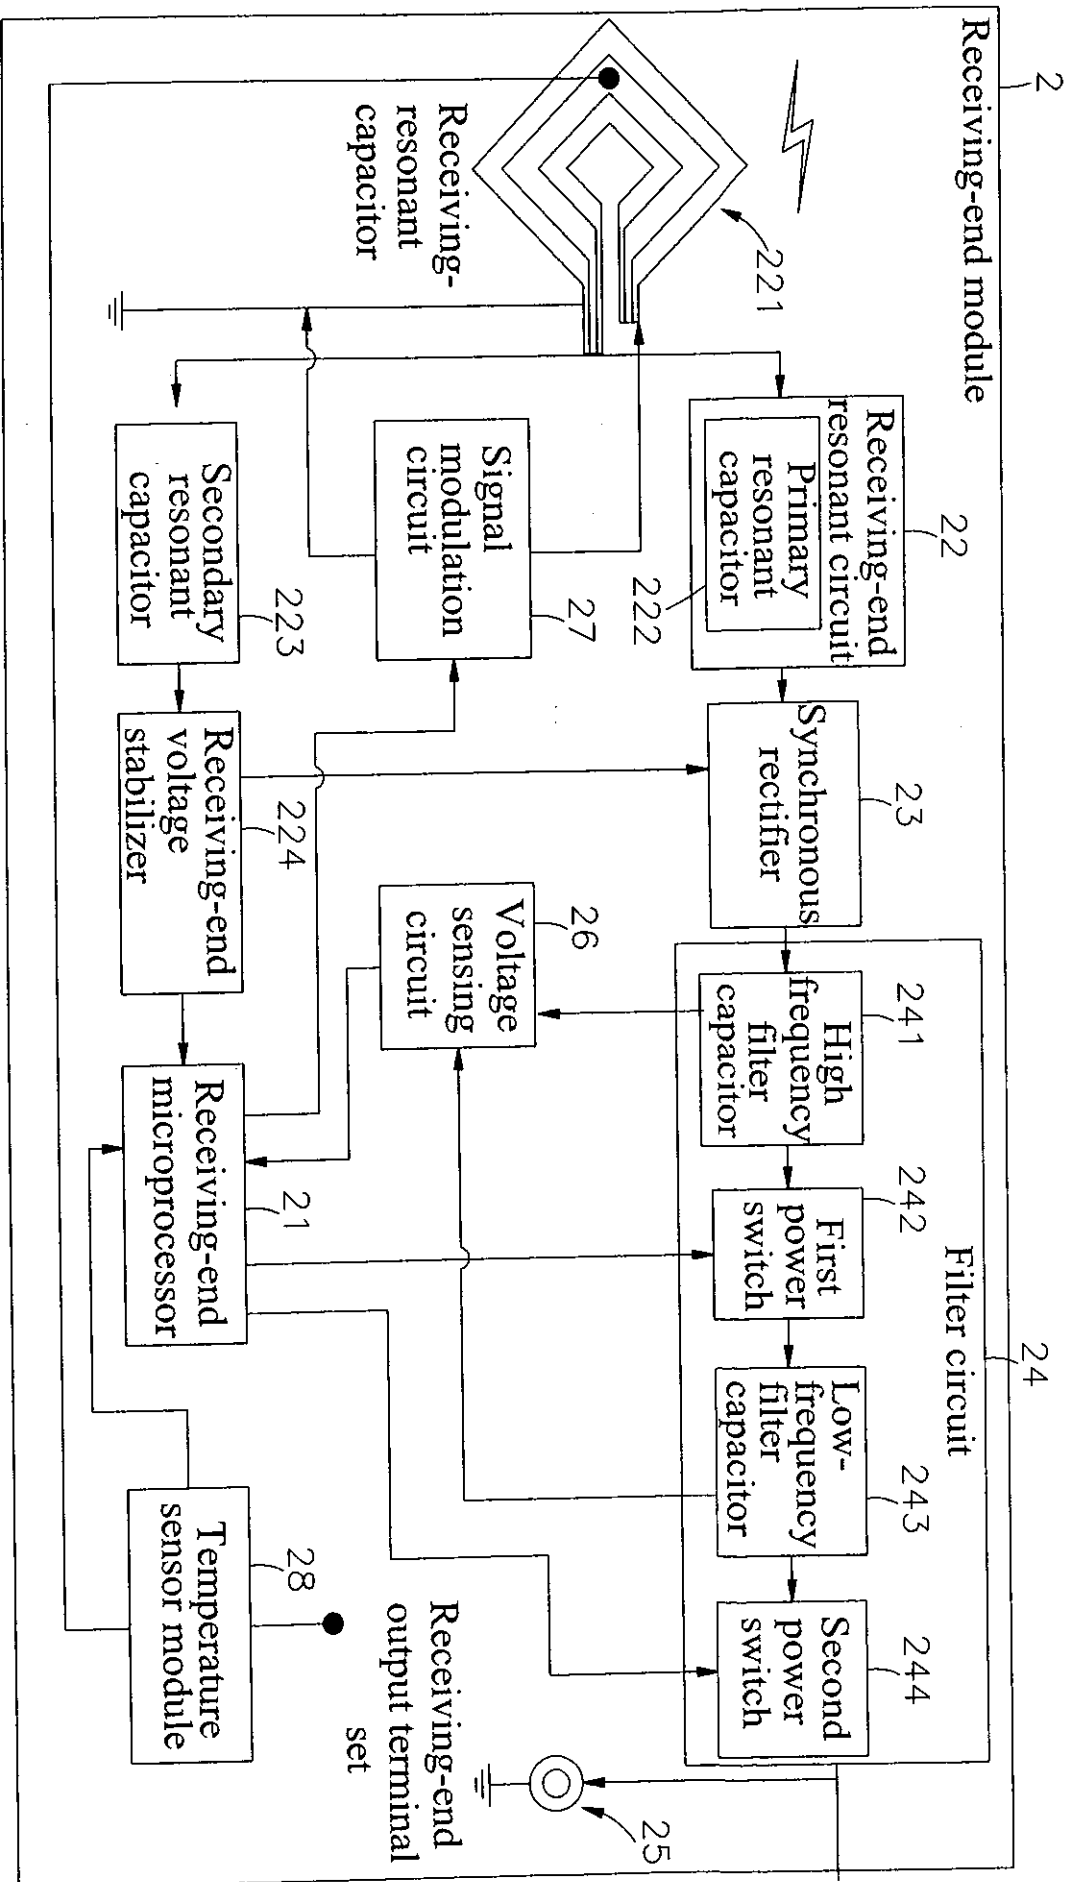 2
Receiving-end module
221
Receiving-
resonant
capacitor
22
Receiving-end
resonant circuit
Primary
resonant
capacitor
222
23
Synchronous
rectifier
24
Filter circuit
241
High
frequency
filter
capacitor
242
First
power
switch
243
Low-
frequency
filter
capacitor
244
Second
power
switch
Signal
modulation
circuit
27
26
Voltage
sensing
circuit
Receiving-end
output terminal
set
25
Secondary
resonant
capacitor
223
Receiving-end
voltage
stabilizer
224
Receiving-end
microprocessor
21
28
Temperature
sensor module